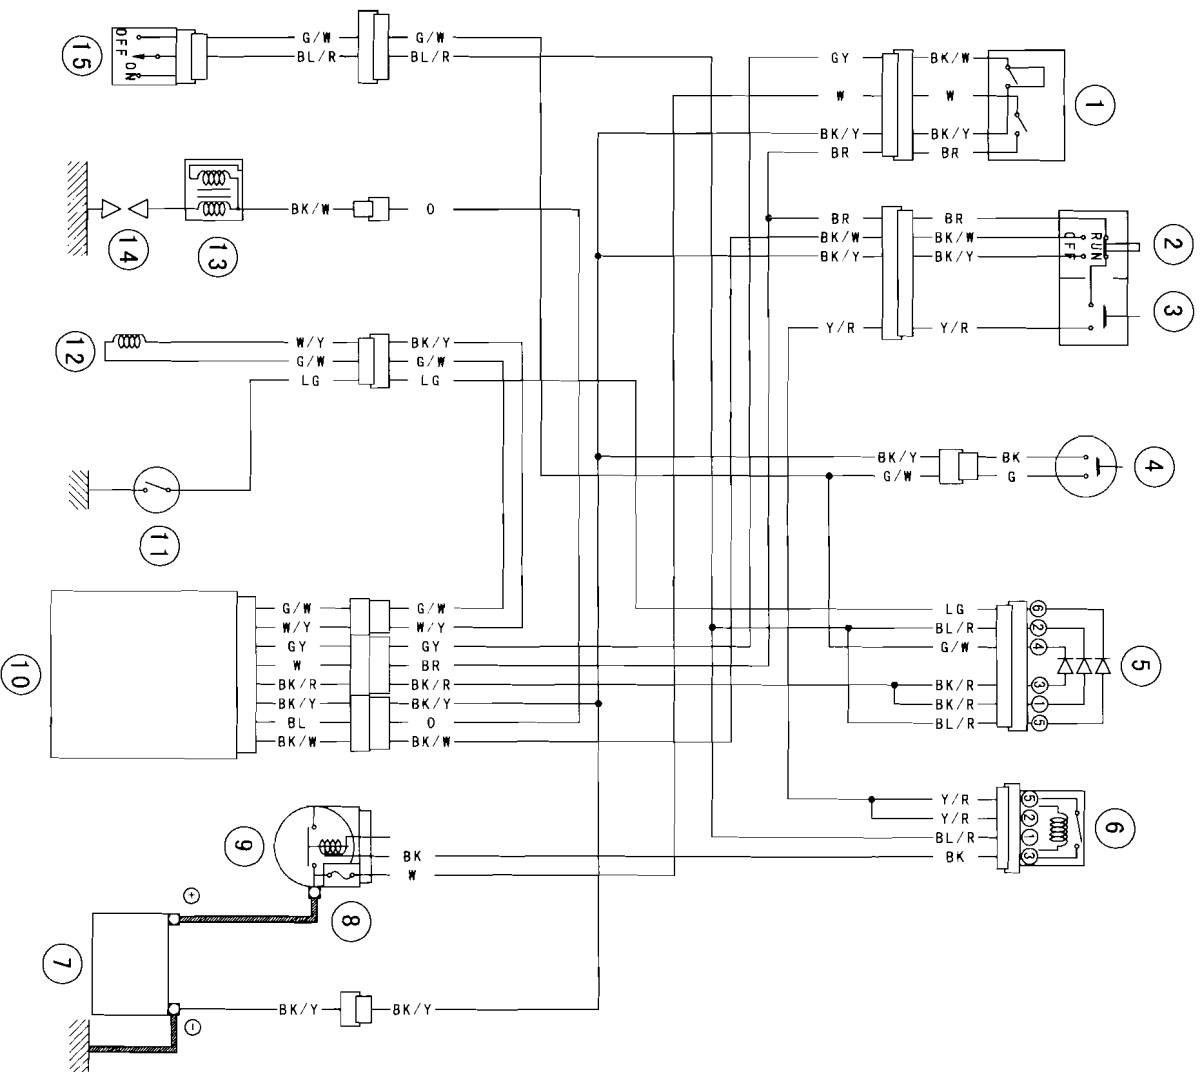 15
OFF
ON
G/W G/W
BL/R BL/R
GY BK/W
W W
BK/Y BK/Y
BR BR
1
14
13
BK/W O
BR BR
BK/W BK/W
BK/Y BK/Y
Y/R Y/R
RUN
OFF
2
3
12
W/Y BK/Y
G/W G/W
LG LG
11
BK/Y BK
G/W G
4
10
G/W G/W
W/Y W/Y
GY GY
W BR
BK/R BK/R
BK/Y BK/Y
BL O
BK/W BK/W
LG 6
BL/R 2
G/W 4
BK/R 3
BK/R 1
BL/R 5
5
Y/R 5
Y/R 2
BL/R 1
BK 3
6
9
BK
W
8
+
7
-
BK/Y BK/Y